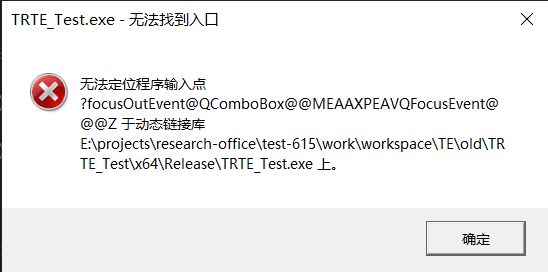 TRTE_Test.exe - 无法找到入口
无法定位程序输入点
?focusOutEvent@QComboBox@@MEAAXPEAVQFocusEvent@
@@Z 于动态链接库
E:\projects\research-office\test-615\work\workspace\TE\old\TR
TE_Test\x64\Release\TRTE_Test.exe 上。
确定